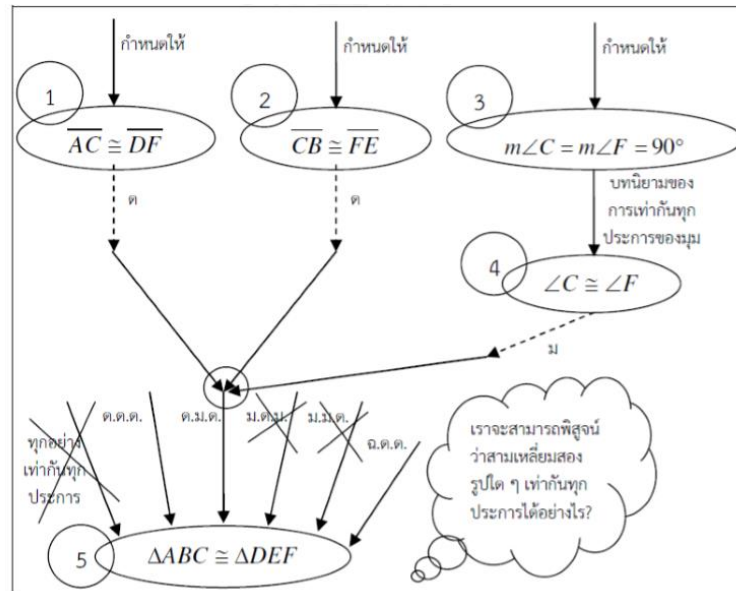 กำหนดให้
กำหนดให้
กำหนดให้
1
2
3
AC ≅ DF
CB ≅ FE
m∠C = m∠F = 90°
ด
ด
บทนิยามของ
การเท่ากันทุก
ประการของมุม
4
∠C ≅ ∠F
ม
ทุกอย่าง
เท่ากันทุก
ประการ
ด.ด.ด.
ด.ม.ด.
ม.ด.ม.
ม.ม.ด.
ฉ.ด.ด.
เราจะสามารถพิสูจน์
ว่าสามเหลี่ยมสอง
รูปใด ๆ เท่ากันทุก
ประการได้อย่างไร?
5
ΔABC ≅ ΔDEF